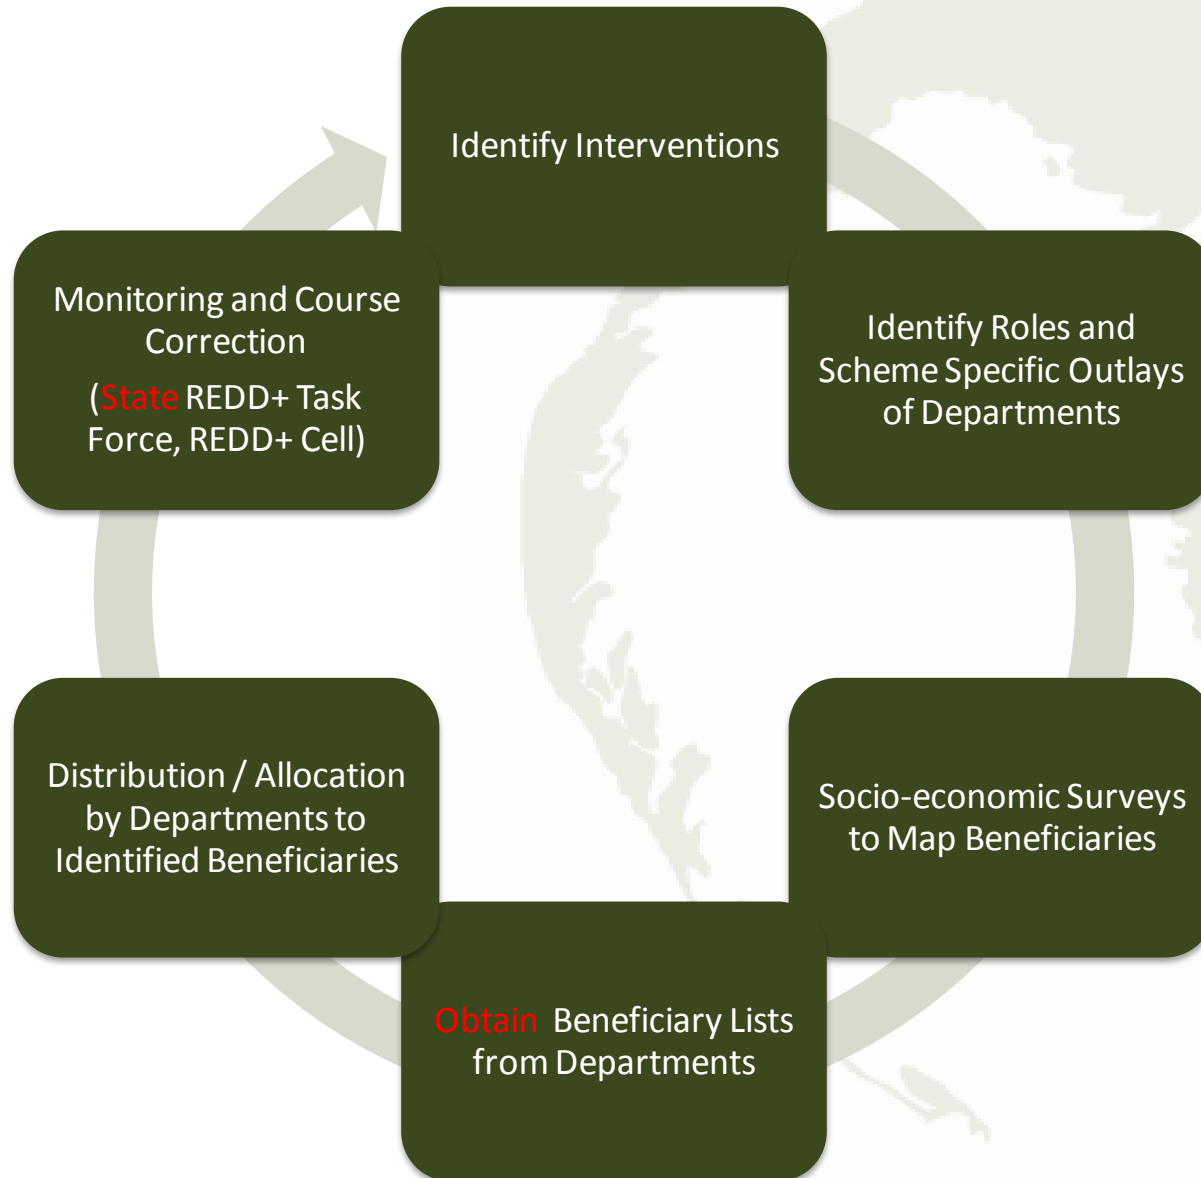 Identify Interventions
Identify Roles and
Scheme Specific Outlays
of Departments
Socio-economic Surveys
to Map Beneficiaries
Obtain Beneficiary Lists
from Departments
Distribution / Allocation
by Departments to
Identified Beneficiaries
Monitoring and Course
Correction
(State REDD+ Task
Force, REDD+ Cell)